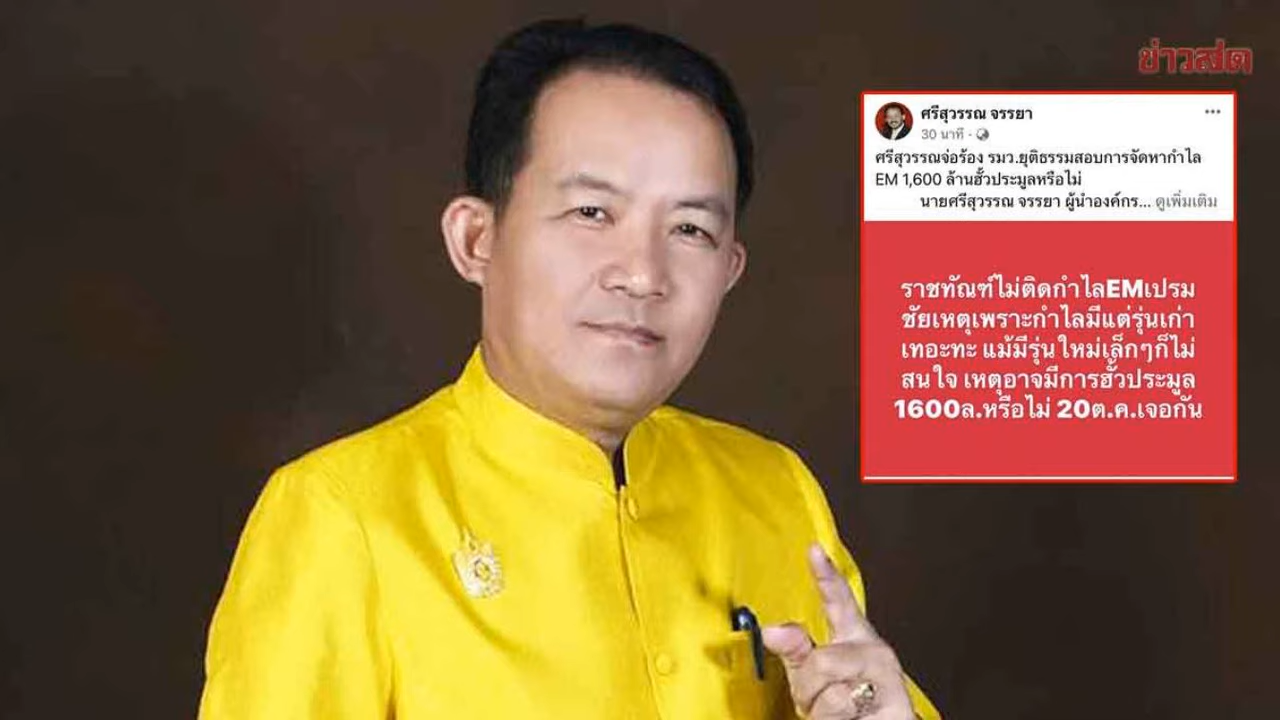 ข่าวสด
ศรีสุวรรณ จรรยา
30 นาที ·
ศรีสุวรรณจ่อร้อง รมว.ยุติธรรมสอบการจัดหากำไล
EM 1,600 ล้านฮั้วประมูลหรือไม่
นายศรีสุวรรณ จรรยา ผู้นำองค์กร... ดูเพิ่มเติม
ราชทัณฑ์ไม่ติดกำไลEMเปรม
ชัยเหตุเพราะกำไลมีแต่รุ่นเก่า
เทอะทะ แม้มีรุ่นใหม่เล็กๆก็ไม่
สนใจ เหตุอาจมีการฮั้วประมูล
1600ล.หรือไม่ 20ต.ค.เจอกัน